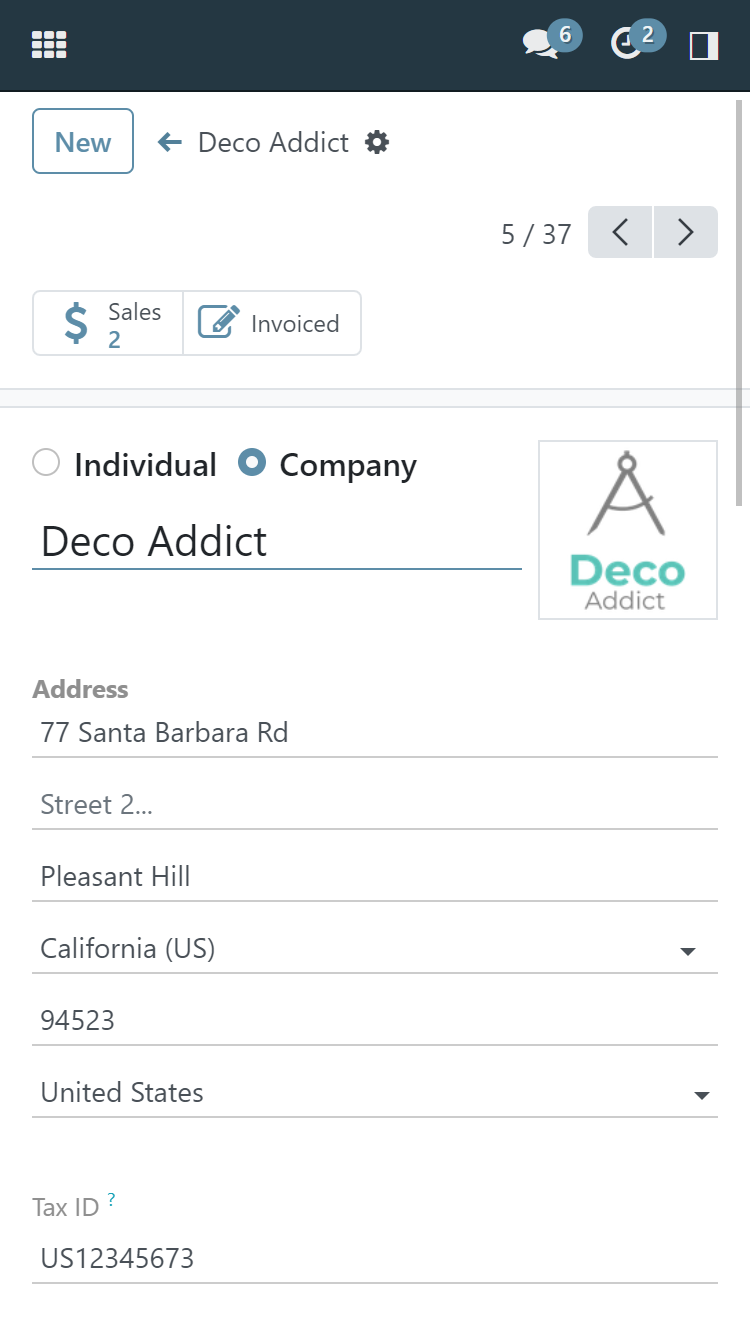 6
2
New
Deco Addict
5 / 37
Sales
2
Invoiced
Individual
Company
Deco Addict
Deco
Addict
Address
77 Santa Barbara Rd
Street 2...
Pleasant Hill
California (US)
94523
United States
Tax ID ?
US12345673